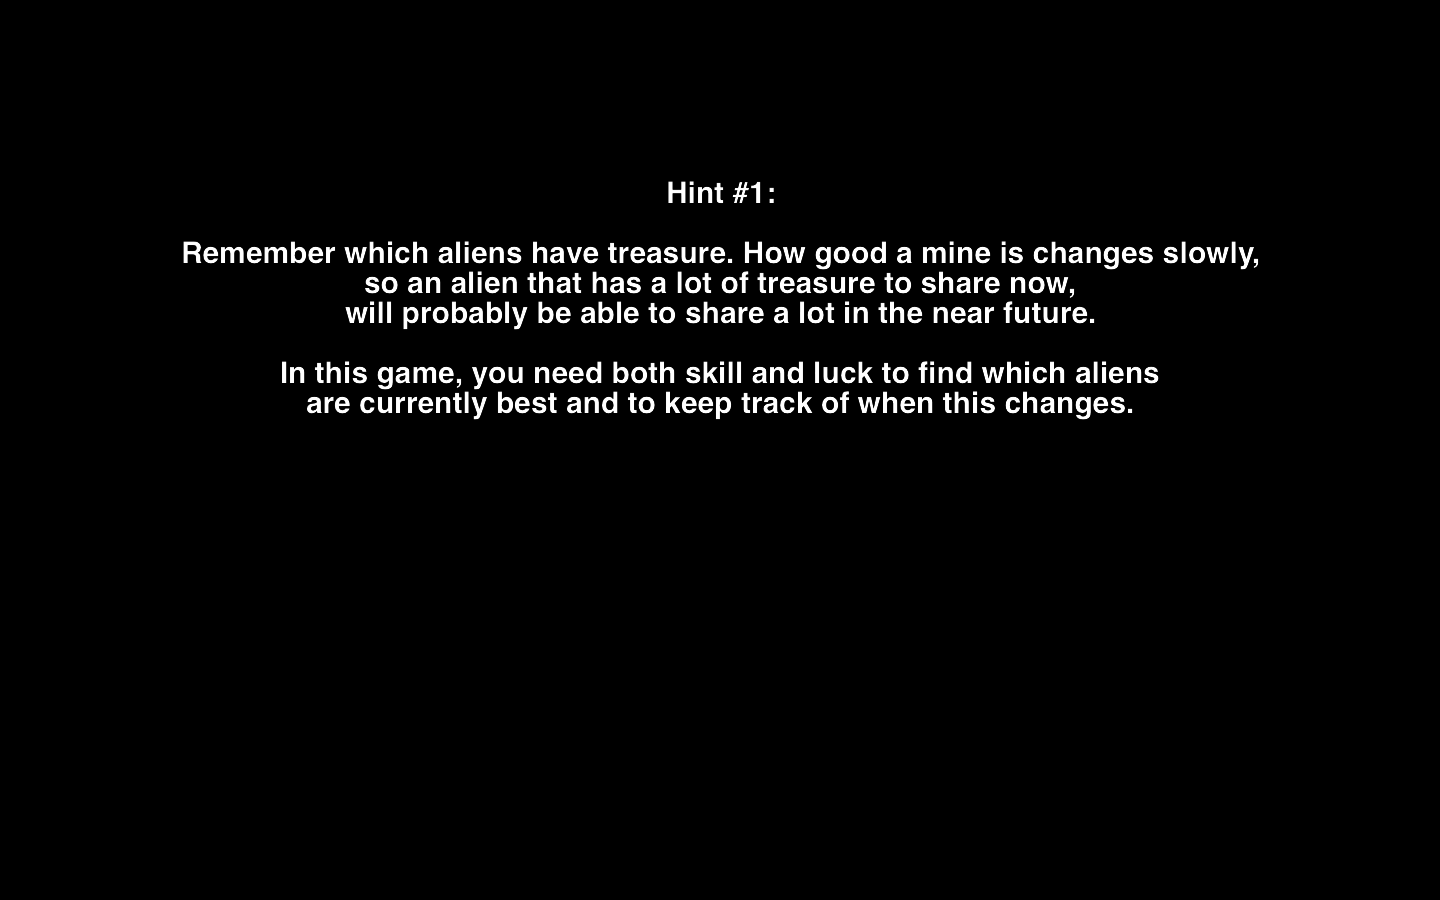 Hint #1:
Remember which aliens have treasure. How good a mine is changes slowly,
so an alien that has a lot of treasure to share now,
will probably be able to share a lot in the near future.
In this game, you need both skill and luck to find which aliens
are currently best and to keep track of when this changes.